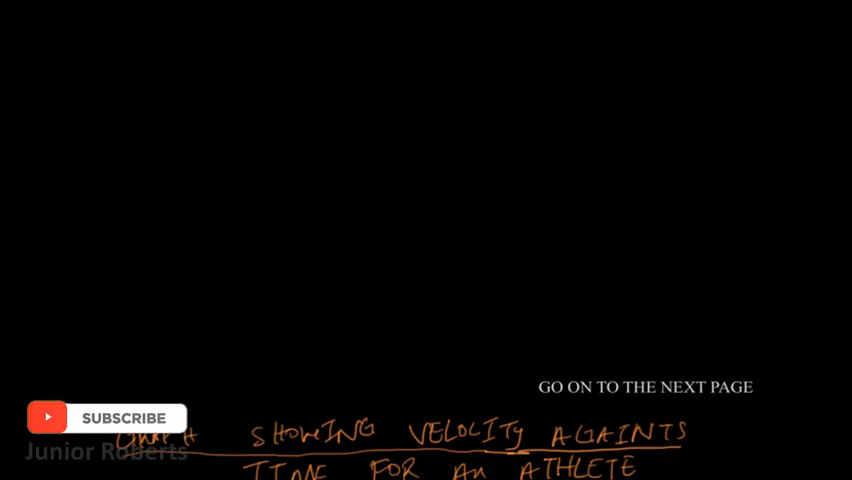 GO ON TO THE NEXT PAGE
SUBSCRIBE
GRAPH SHOWING VELOCITY AGAINTS
Junior Roberts
TIME FOR AN ATHLETE